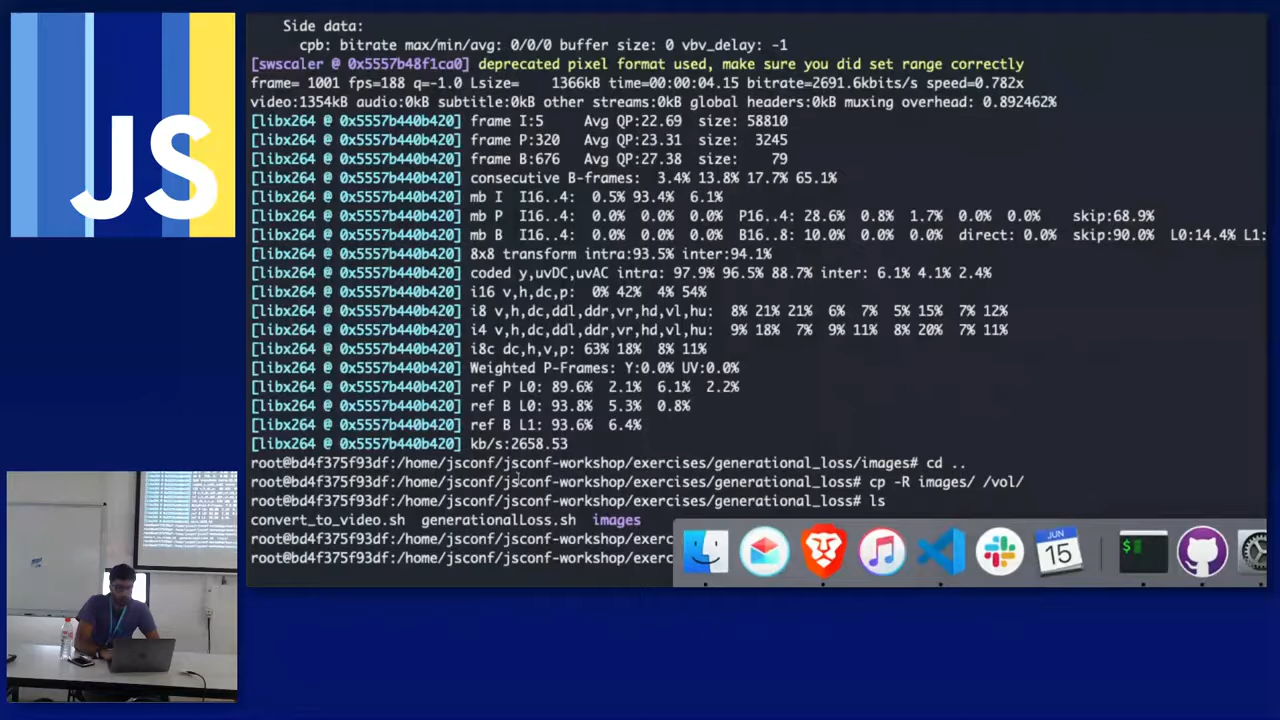 JS
Side data:
cpb: bitrate max/min/avg: 0/0/0 buffer size: 0 vbv_delay: -1
[swscaler @ 0x5557b48f1ca0] deprecated pixel format used, make sure you did set range correctly
frame= 1001 fps=188 q=-1.0 Lsize=    1366kB time=00:00:04.15 bitrate=2691.6kbits/s speed=0.782x
video:1354kB audio:0kB subtitle:0kB other streams:0kB global headers:0kB muxing overhead: 0.892462%
[libx264 @ 0x5557b440b420] frame I:5     Avg QP:22.69  size: 58810
[libx264 @ 0x5557b440b420] frame P:320   Avg QP:23.31  size:  3245
[libx264 @ 0x5557b440b420] frame B:676   Avg QP:27.38  size:    79
[libx264 @ 0x5557b440b420] consecutive B-frames:  3.4% 13.8% 17.7% 65.1%
[libx264 @ 0x5557b440b420] mb I  I16..4:  0.5% 93.4%  6.1%
[libx264 @ 0x5557b440b420] mb P  I16..4:  0.0%  0.0%  0.0%  P16..4: 28.6%  0.8%  1.7%  0.0%  0.0%    skip:68.9%
[libx264 @ 0x5557b440b420] mb B  I16..4:  0.0%  0.0%  0.0%  B16..8: 10.0%  0.0%  0.0%  direct: 0.0%  skip:90.0%  L0:14.4% L1:
[libx264 @ 0x5557b440b420] 8x8 transform intra:93.5% inter:94.1%
[libx264 @ 0x5557b440b420] coded y,uvDC,uvAC intra: 97.9% 96.5% 88.7% inter: 6.1% 4.1% 2.4%
[libx264 @ 0x5557b440b420] i16 v,h,dc,p:  0% 42%  4% 54%
[libx264 @ 0x5557b440b420] i8 v,h,dc,ddl,ddr,vr,hd,vl,hu:  8% 21% 21%  6%  7%  5% 15%  7% 12%
[libx264 @ 0x5557b440b420] i4 v,h,dc,ddl,ddr,vr,hd,vl,hu:  9% 18%  7%  9% 11%  8% 20%  7% 11%
[libx264 @ 0x5557b440b420] i8c dc,h,v,p: 63% 18%  8% 11%
[libx264 @ 0x5557b440b420] Weighted P-Frames: Y:0.0% UV:0.0%
[libx264 @ 0x5557b440b420] ref P L0: 89.6%  2.1%  6.1%  2.2%
[libx264 @ 0x5557b440b420] ref B L0: 93.8%  5.3%  0.8%
[libx264 @ 0x5557b440b420] ref B L1: 93.6%  6.4%
[libx264 @ 0x5557b440b420] kb/s:2658.53
root@bd4f375f93df:/home/jsconf/jsconf-workshop/exercises/generational_loss/images# cd ..
root@bd4f375f93df:/home/jsconf/jsconf-workshop/exercises/generational_loss# cp -R images/ /vol/
root@bd4f375f93df:/home/jsconf/jsconf-workshop/exercises/generational_loss# ls
convert_to_video.sh  generationalLoss.sh  images
root@bd4f375f93df:/home/jsconf/jsconf-workshop/exerc
root@bd4f375f93df:/home/jsconf/jsconf-workshop/exerc
JUN
15
$